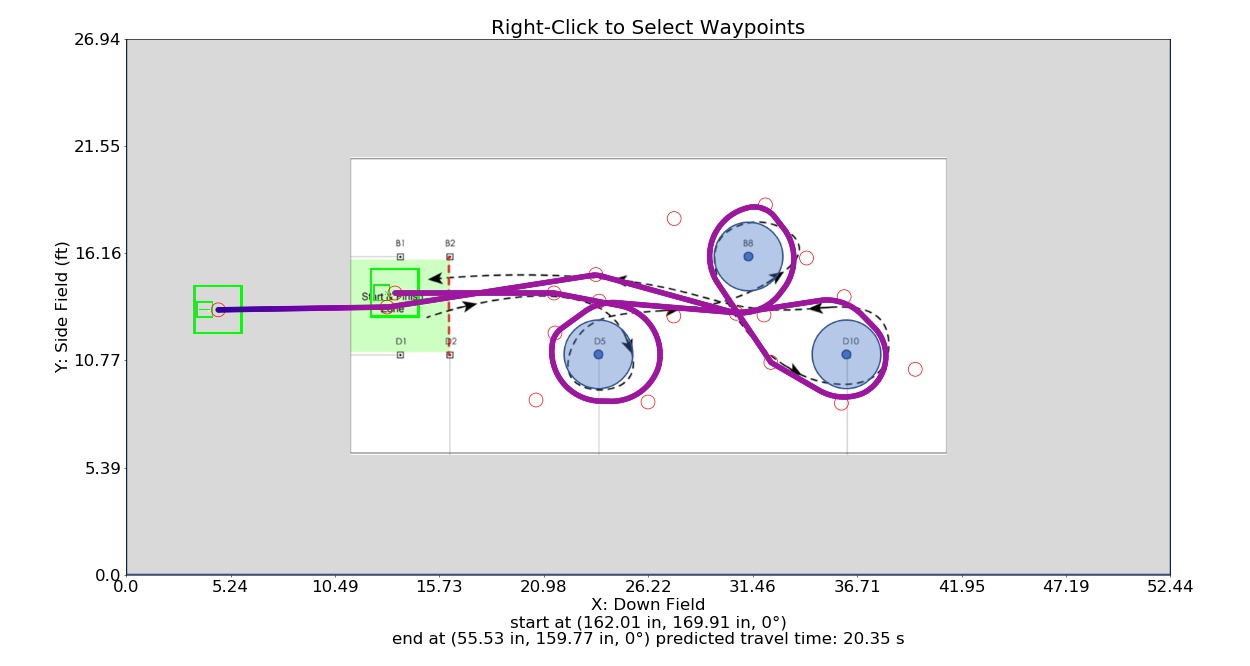 Right-Click to Select Waypoints
26.94
21.55
16.16
10.77
5.39
0.0
Y: Side Field (ft)
B1
B2
B8
Start & Finish
Zone
D1
D2
D5
D10
0.0 5.24 10.49 15.73 20.98 26.22 31.46 36.71 41.95 47.19 52.44
X: Down Field
start at (162.01 in, 169.91 in, 0°)
end at (55.53 in, 159.77 in, 0°) predicted travel time: 20.35 s